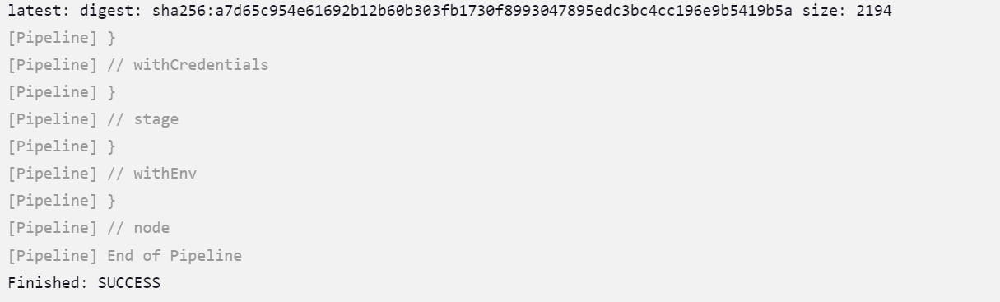 latest: digest: sha256:a7d65c954e61692b12b60b303fb1730f8993047895edc3bc4cc196e9b5419b5a size: 2194
[Pipeline] }
[Pipeline] // withCredentials
[Pipeline] }
[Pipeline] // stage
[Pipeline] }
[Pipeline] // withEnv
[Pipeline] }
[Pipeline] // node
[Pipeline] End of Pipeline
Finished: SUCCESS